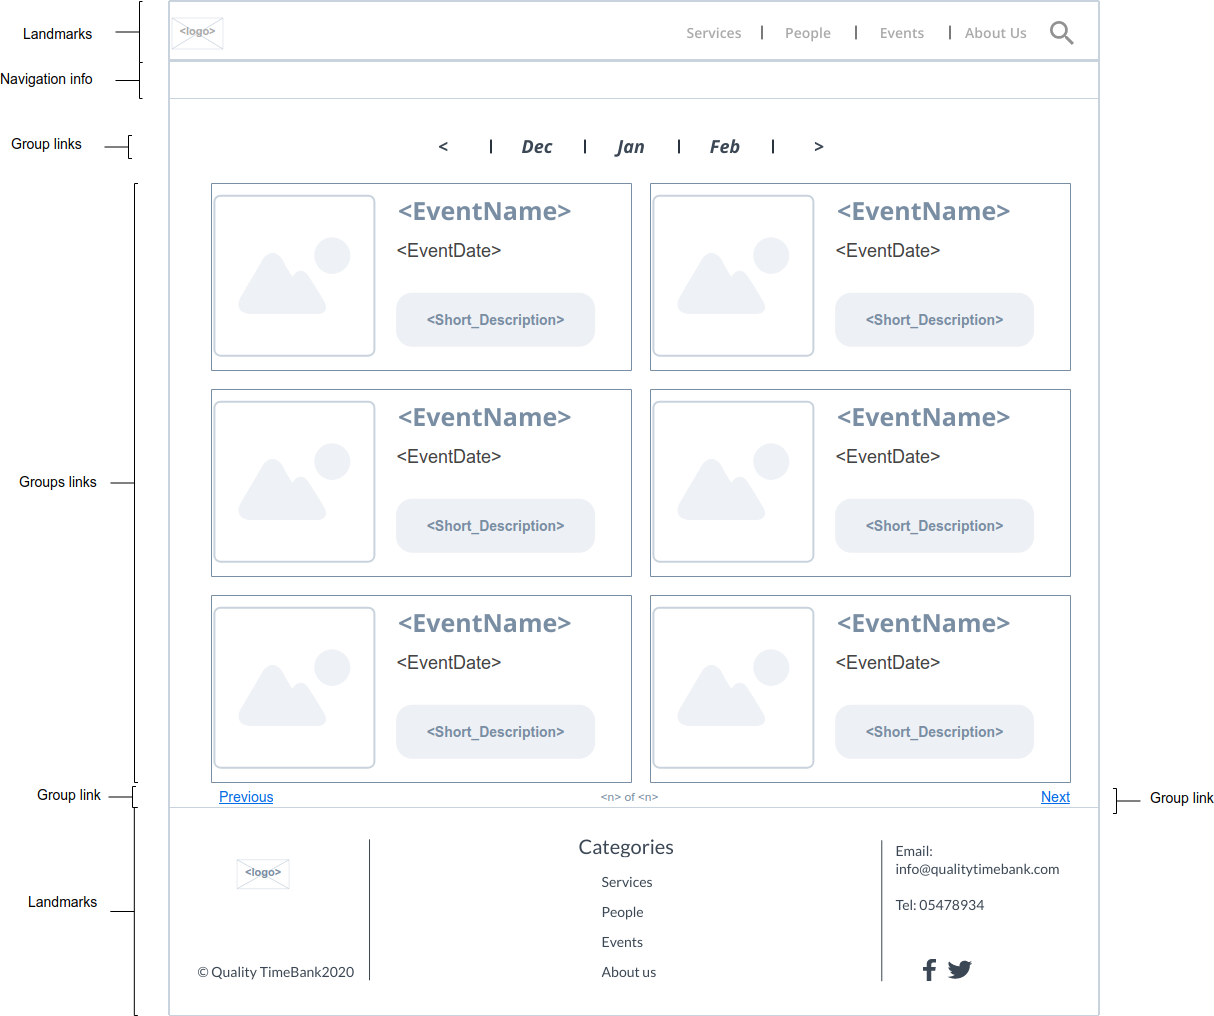 Landmarks
<logo>
Services | People | Events | About Us
Navigation info
Group links
< | Dec | Jan | Feb | >
<EventName>
<EventDate>
<Short_Description>
<EventName>
<EventDate>
<Short_Description>
Groups links
<EventName>
<EventDate>
<Short_Description>
<EventName>
<EventDate>
<Short_Description>
<EventName>
<EventDate>
<Short_Description>
<EventName>
<EventDate>
<Short_Description>
Group link
Previous
<n> of <n>
Next
Group link
Landmarks
<logo>
© Quality TimeBank2020
Categories
Services
People
Events
About us
Email:
info@qualitytimebank.com
Tel: 05478934